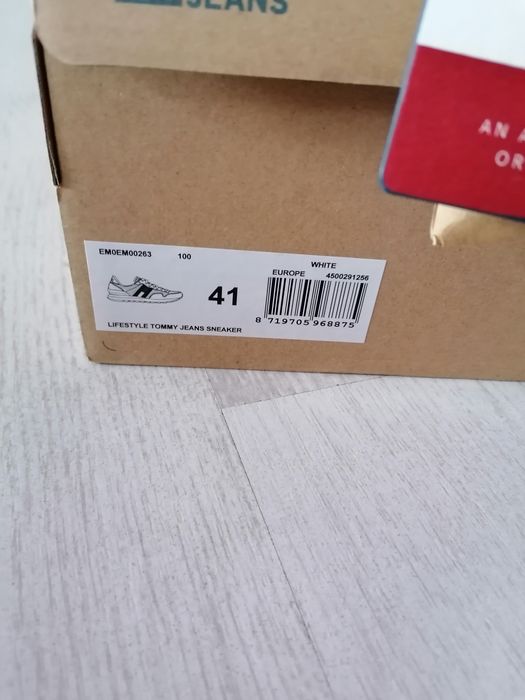 JEANS
AN A
OR
EM0EM00263 100 WHITE
EUROPE 4500291256
41
8 719705 968875
LIFESTYLE TOMMY JEANS SNEAKER